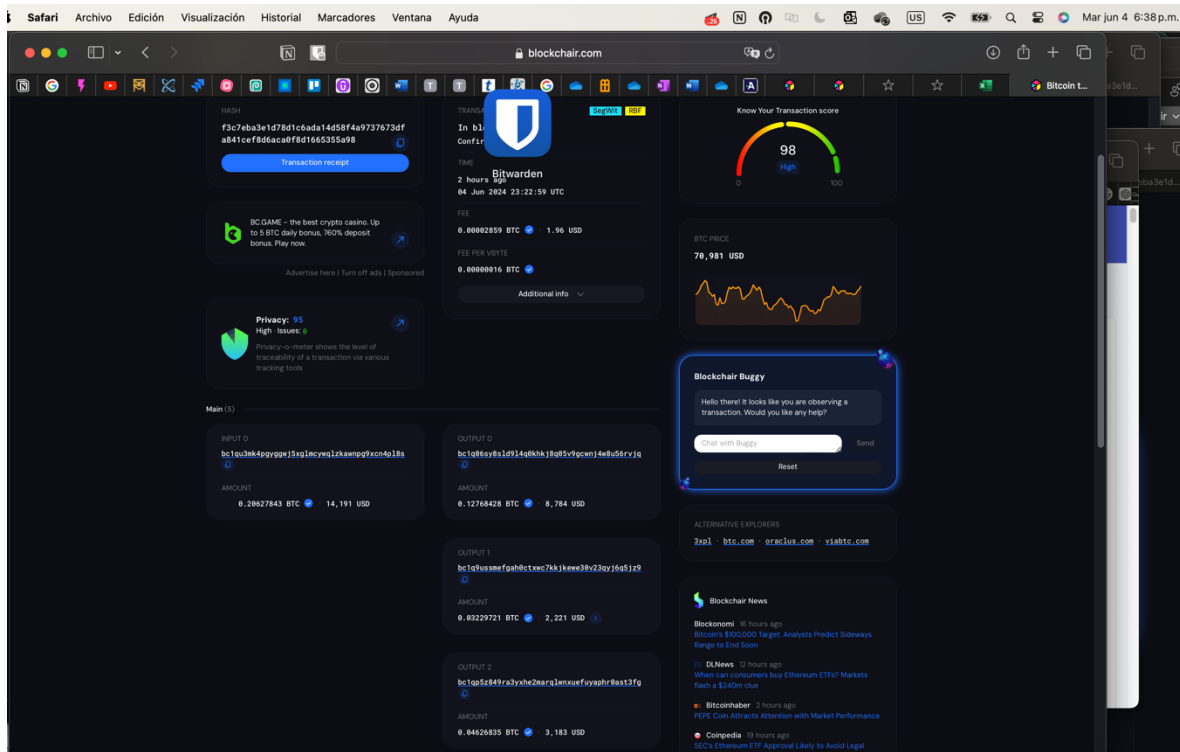 Safari Archivo Edición Visualización Historial Marcadores Ventana Ayuda
US
Mar jun 4 6:38 p.m.
blockchair.com
Bitcoin t...
HASH
f3c7eba3e1d78d1c6ada14d58f4a9737673df
a841cef8d6aca0f8d1665355a98
Transaction receipt
BC.GAME – the best crypto casino. Up
to 5 BTC daily bonus, 760% deposit
bonus. Play now.
Advertise here | Turn off ads | Sponsored
Privacy: 95
High · Issues: 0
Privacy-o-meter shows the level of
traceability of a transaction via various
tracking tools
SegWit RBF
Bitwarden
TIME
2 hours ago
04 Jun 2024 23:22:59 UTC
FEE
0.00002859 BTC · 1.96 USD
FEE PER VBYTE
0.00000016 BTC
Additional info
Know Your Transaction score
98
High
0 100
BTC PRICE
70,981 USD
Blockchair Buggy
Hello there! It looks like you are observing a
transaction. Would you like any help?
Chat with Buggy Send
Reset
Main (5)
INPUT 0
bc1qu3mk4pgyggwj5xglmcywqlzkawnpg9xcn4pl8s
AMOUNT
0.20627843 BTC · 14,191 USD
OUTPUT 0
bc1q06sy8sld9l4q0khkj8q05v9gcwnj4w8u56rvjq
AMOUNT
0.12768428 BTC · 8,784 USD
OUTPUT 1
bc1q9ussmefgah0ctxwc7kkjkewe30v23qyj6q5jz9
AMOUNT
0.03229721 BTC · 2,221 USD
OUTPUT 2
bc1qp5z849ra3yxhe2marqlwnxuefuyaphr0ast3fg
AMOUNT
0.04626835 BTC · 3,183 USD
ALTERNATIVE EXPLORERS
3xpl · btc.com · oraclus.com · viabtc.com
Blockchair News
Blockonomi 16 hours ago
Bitcoin's $100,000 Target: Analysts Predict Sideways
Range to End Soon
DLNews 12 hours ago
When can consumers buy Ethereum ETFs? Markets
flash a $240m clue
Bitcoinhaber 2 hours ago
PEPE Coin Attracts Attention with Market Performance
Coinpedia 19 hours ago
SEC's Ethereum ETF Approval Likely to Avoid Legal